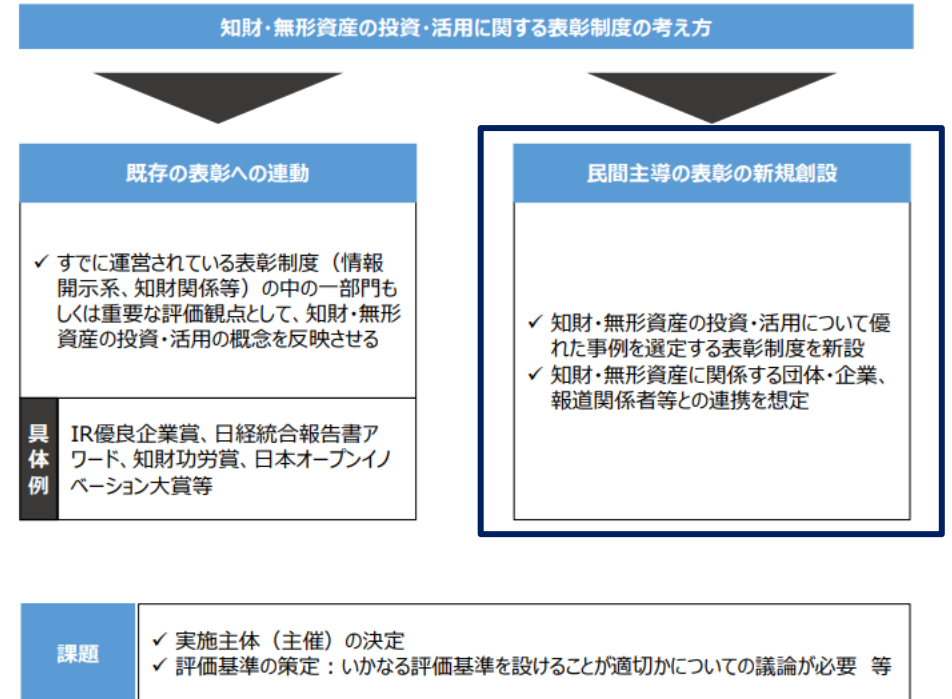 知財･無形資産の投資･活用に関する表彰制度の考え方
既存の表彰への連動
✓ すでに運営されている表彰制度（情報
開示系、知財関係等）の中の一部門も
しくは重要な評価観点として、知財･無形
資産の投資･活用の概念を反映させる
具体例
IR優良企業賞、日経統合報告書ア
ワード、知財功労賞、日本オープンイノ
ベーション大賞等
民間主導の表彰の新規創設
✓ 知財･無形資産の投資･活用について優
れた事例を選定する表彰制度を新設
✓ 知財･無形資産に関係する団体･企業、
報道関係者等との連携を想定
課題
✓ 実施主体（主催）の決定
✓ 評価基準の策定：いかなる評価基準を設けることが適切かについての議論が必要 等